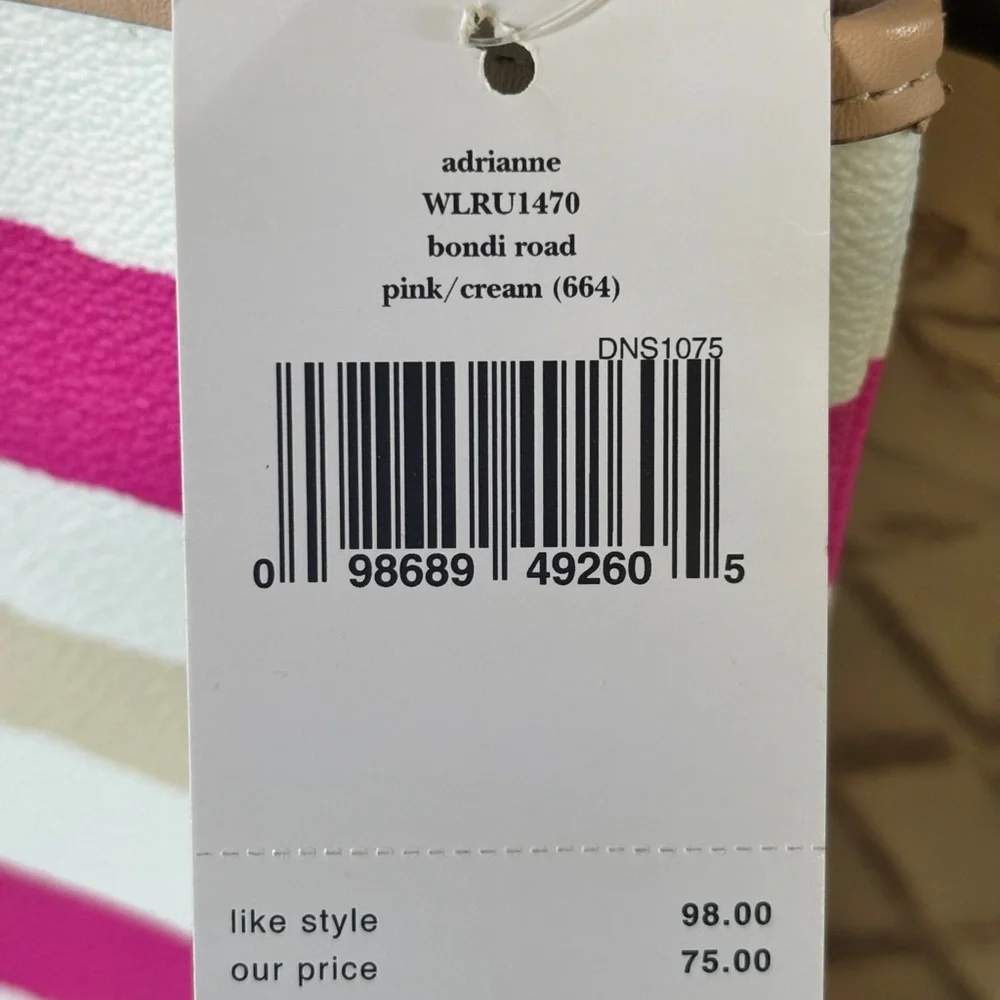 adrianne
WLRU1470
bondi road
pink/cream (664)
DNS1075
0 98689 49260 5
like style 98.00
our price 75.00